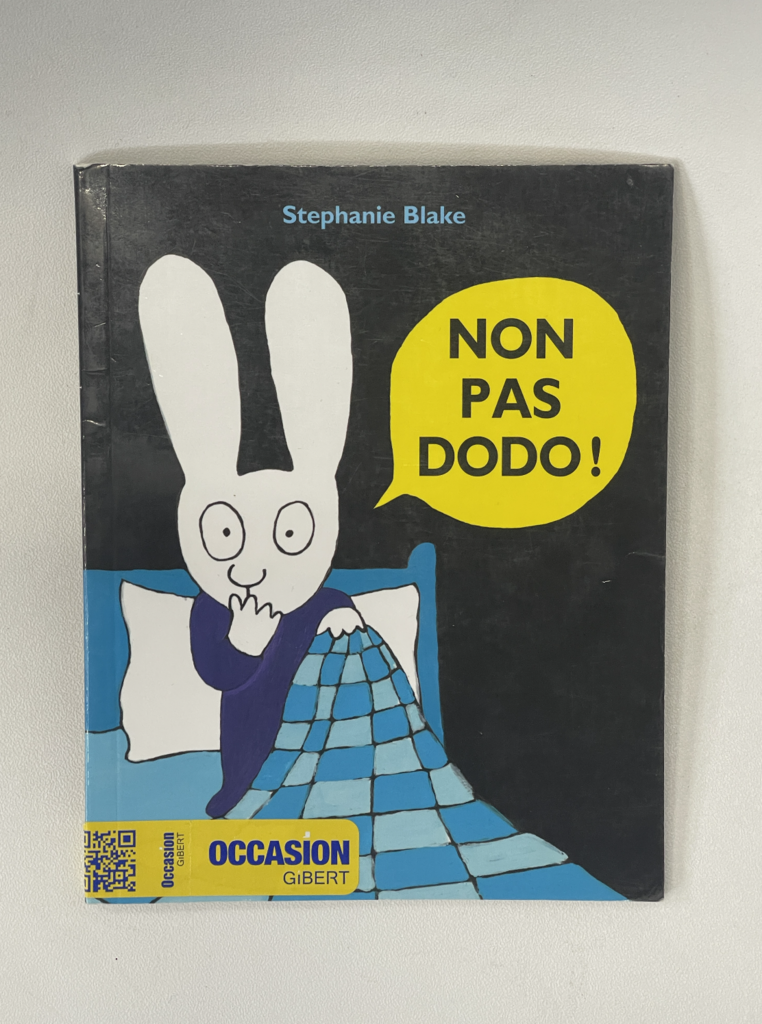 Stephanie Blake
NON
PAS
DODO !
Occasion
GiBERT
OCCASION
GiBERT